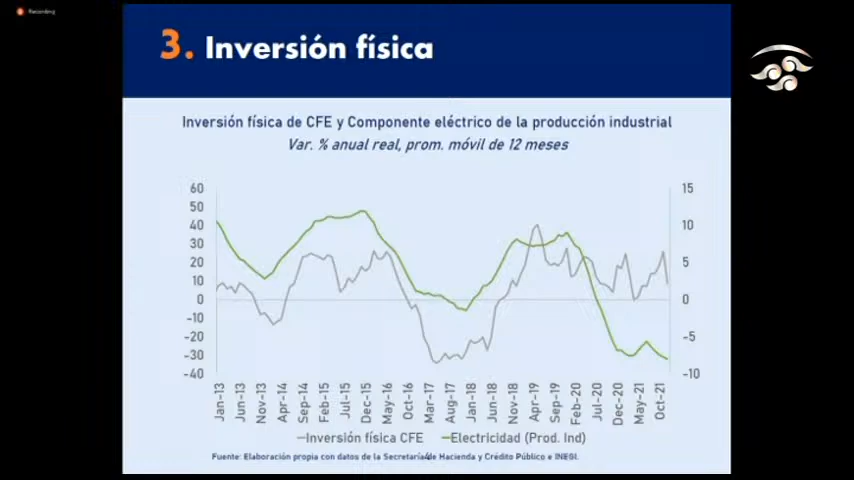 Recording
3. Inversión física
Inversión física de CFE y Componente eléctrico de la producción industrial
Var. % anual real, prom. móvil de 12 meses
60
50
40
30
20
10
0
-10
-20
-30
-40
15
10
5
0
-5
-10
Jan-13
Jun-13
Nov-13
Apr-14
Sep-14
Feb-15
Jul-15
Dec-15
May-16
Oct-16
Mar-17
Aug-17
Jan-18
Jun-18
Nov-18
Apr-19
Sep-19
Feb-20
Jul-20
Dec-20
May-21
Oct-21
Inversión física CFE
Electricidad (Prod. Ind)
Fuente: Elaboración propia con datos de la Secretaría de Hacienda y Crédito Público e INEGI.
4